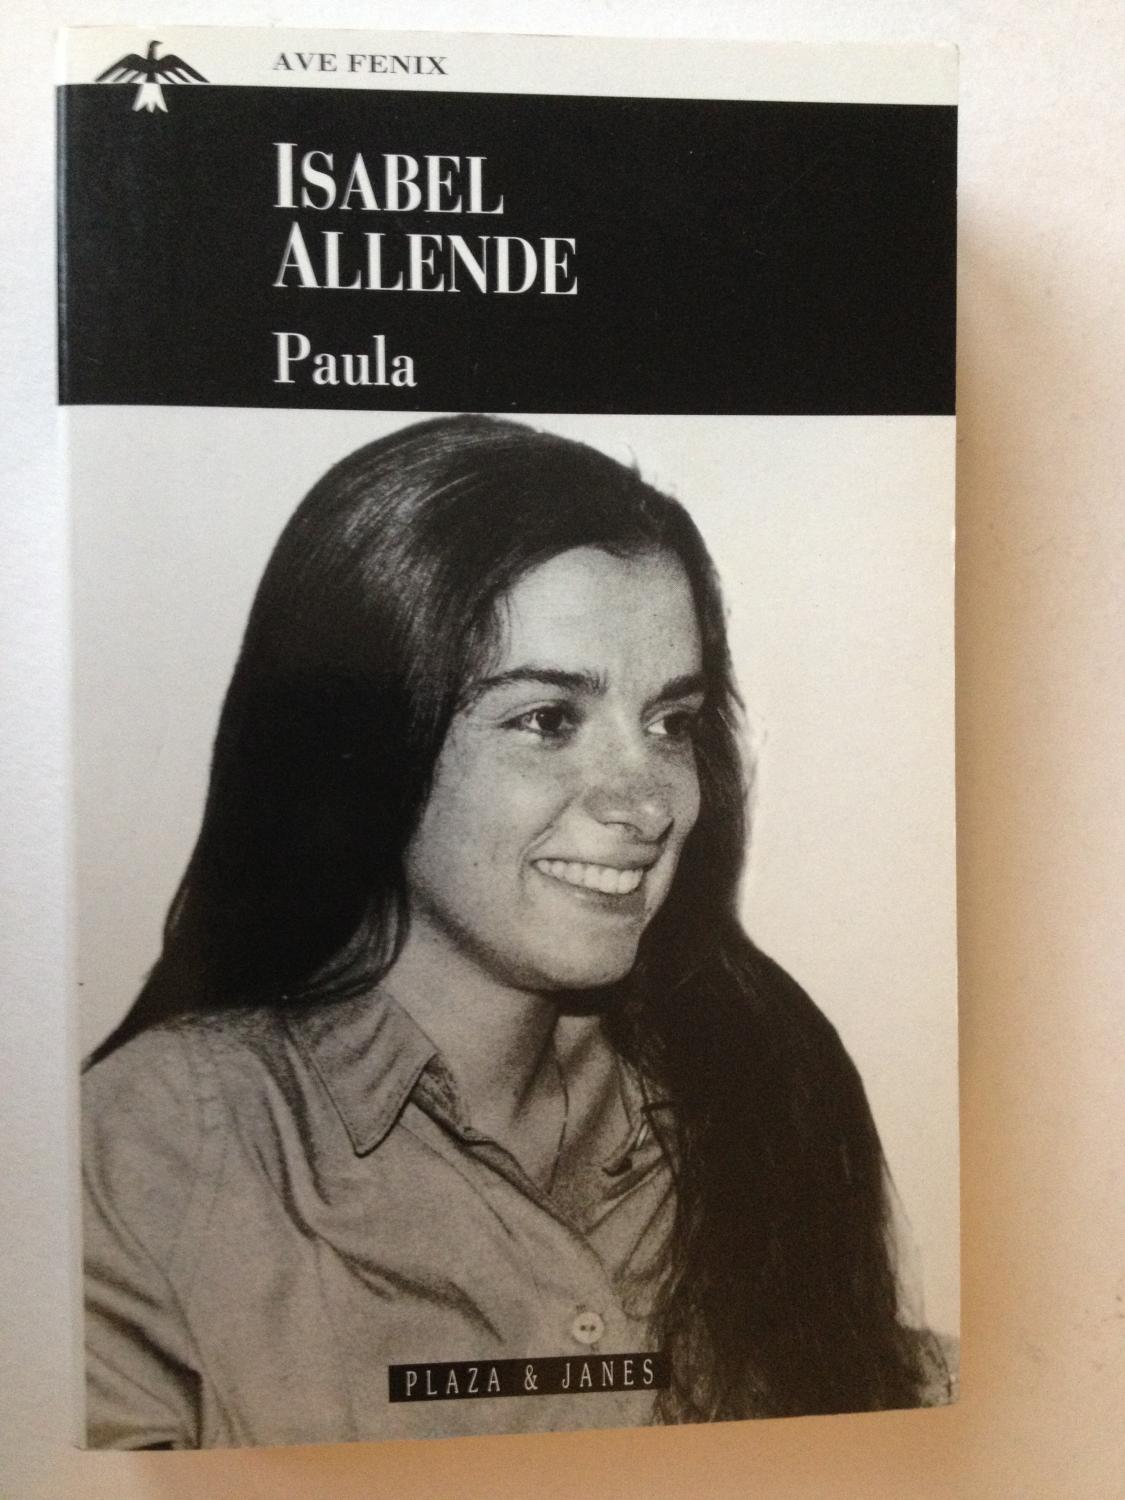 AVE FENIX
ISABEL
ALLENDE
Paula
PLAZA & JANES